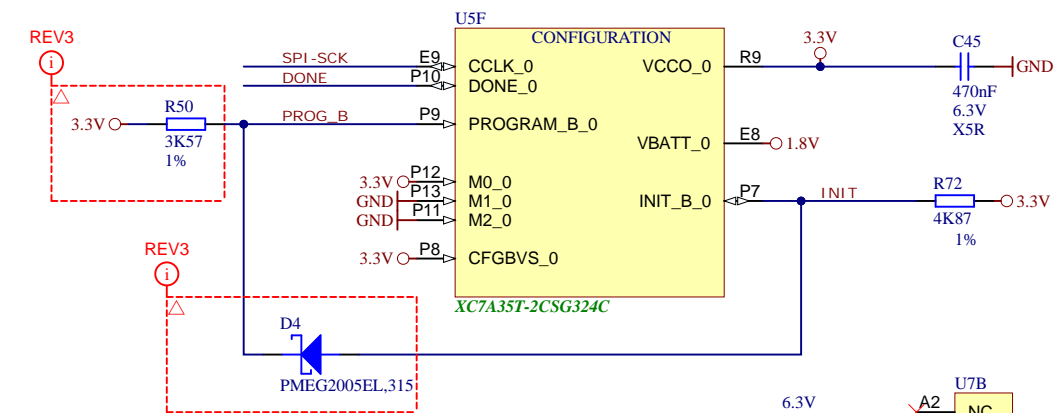 U5F
CONFIGURATION
REV3
i
SPI-SCK
E9
CCLK_0
VCCO_0
R9
3.3V
C45
GND
470nF
6.3V
X5R
DONE
P10
DONE_0
R50
3.3V
3K57
1%
PROG_B
P9
PROGRAM_B_0
VBATT_0
E8
1.8V
3.3V
P12
M0_0
GND
P13
M1_0
GND
P11
M2_0
INIT_B_0
P7
INIT
R72
4K87
1%
3.3V
3.3V
P8
CFGBVS_0
XC7A35T-2CSG324C
REV3
i
D4
PMEG2005EL,315
6.3V
U7B
A2
NC